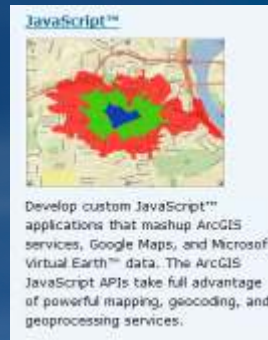 JavaScript™
Develop custom JavaScript™
applications that mashup ArcGIS
services, Google Maps, and Microsoft
Virtual Earth™ data. The ArcGIS
JavaScript APIs take full advantage
of powerful mapping, geocoding, and
geoprocessing services.